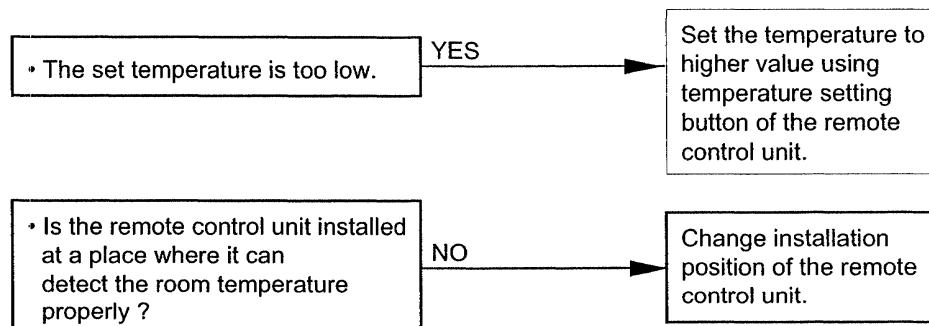 • The set temperature is too low.
YES
Set the temperature to
higher value using
temperature setting
button of the remote
control unit.
• Is the remote control unit installed
at a place where it can
detect the room temperature
properly ?
NO
Change installation
position of the remote
control unit.